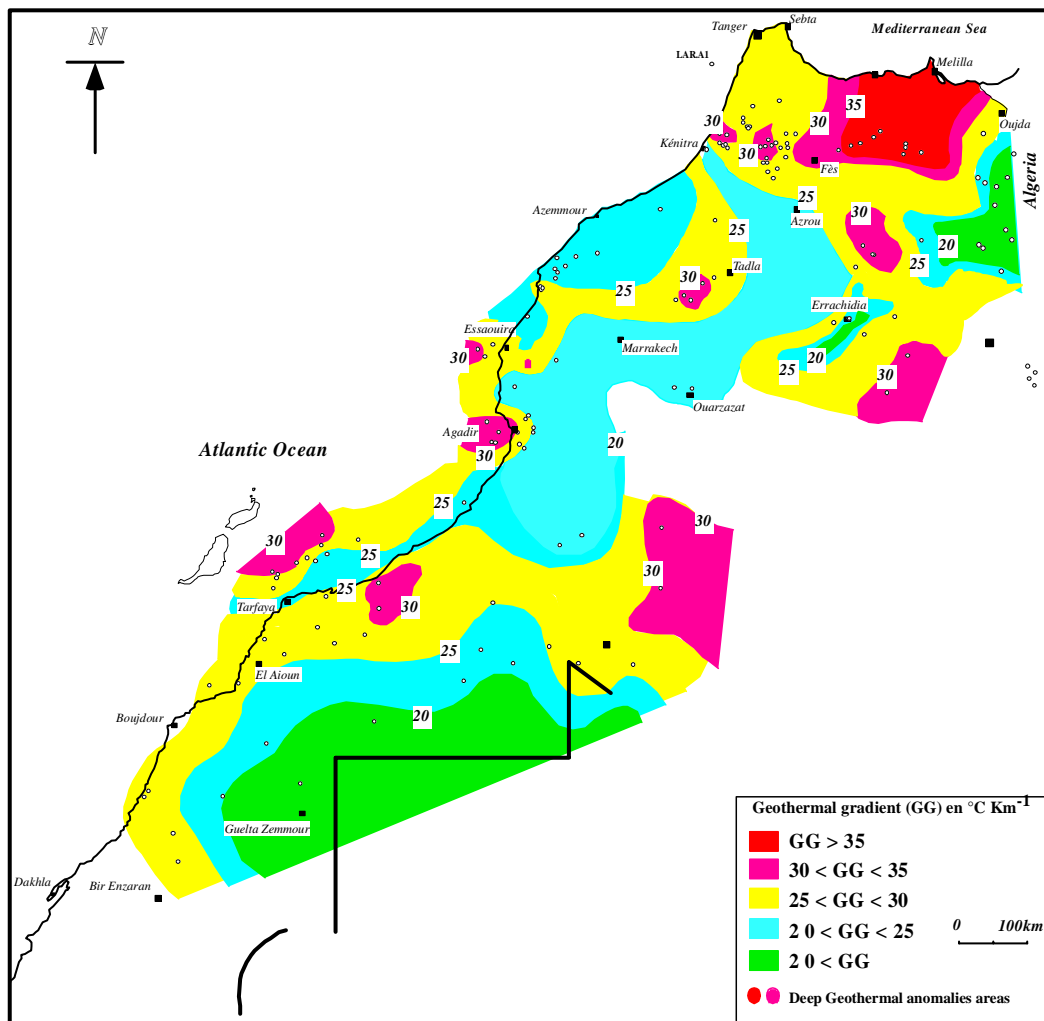 N
Sebta
Tanger
Mediterranean Sea
LARA1
Melilla
35
30
30
Oujda
30
Kénitra
Fès
Algeria
25
Azemmour
30
Azrou
25
20
25
Tadla
30
25
Errachidia
Essaouira
Marrakech
30
20
25
30
Ouarzazat
Agadir
20
Atlantic Ocean
30
25
30
30
25
30
25
Tarfaya
30
25
El Aioun
Boujdour
20
Guelta Zemmour
Dakhla
Bir Enzaran
Geothermal gradient (GG) en °C Km-1
GG > 35
30 < GG < 35
25 < GG < 30
2 0 < GG < 25
2 0 < GG
0 100km
Deep Geothermal anomalies areas